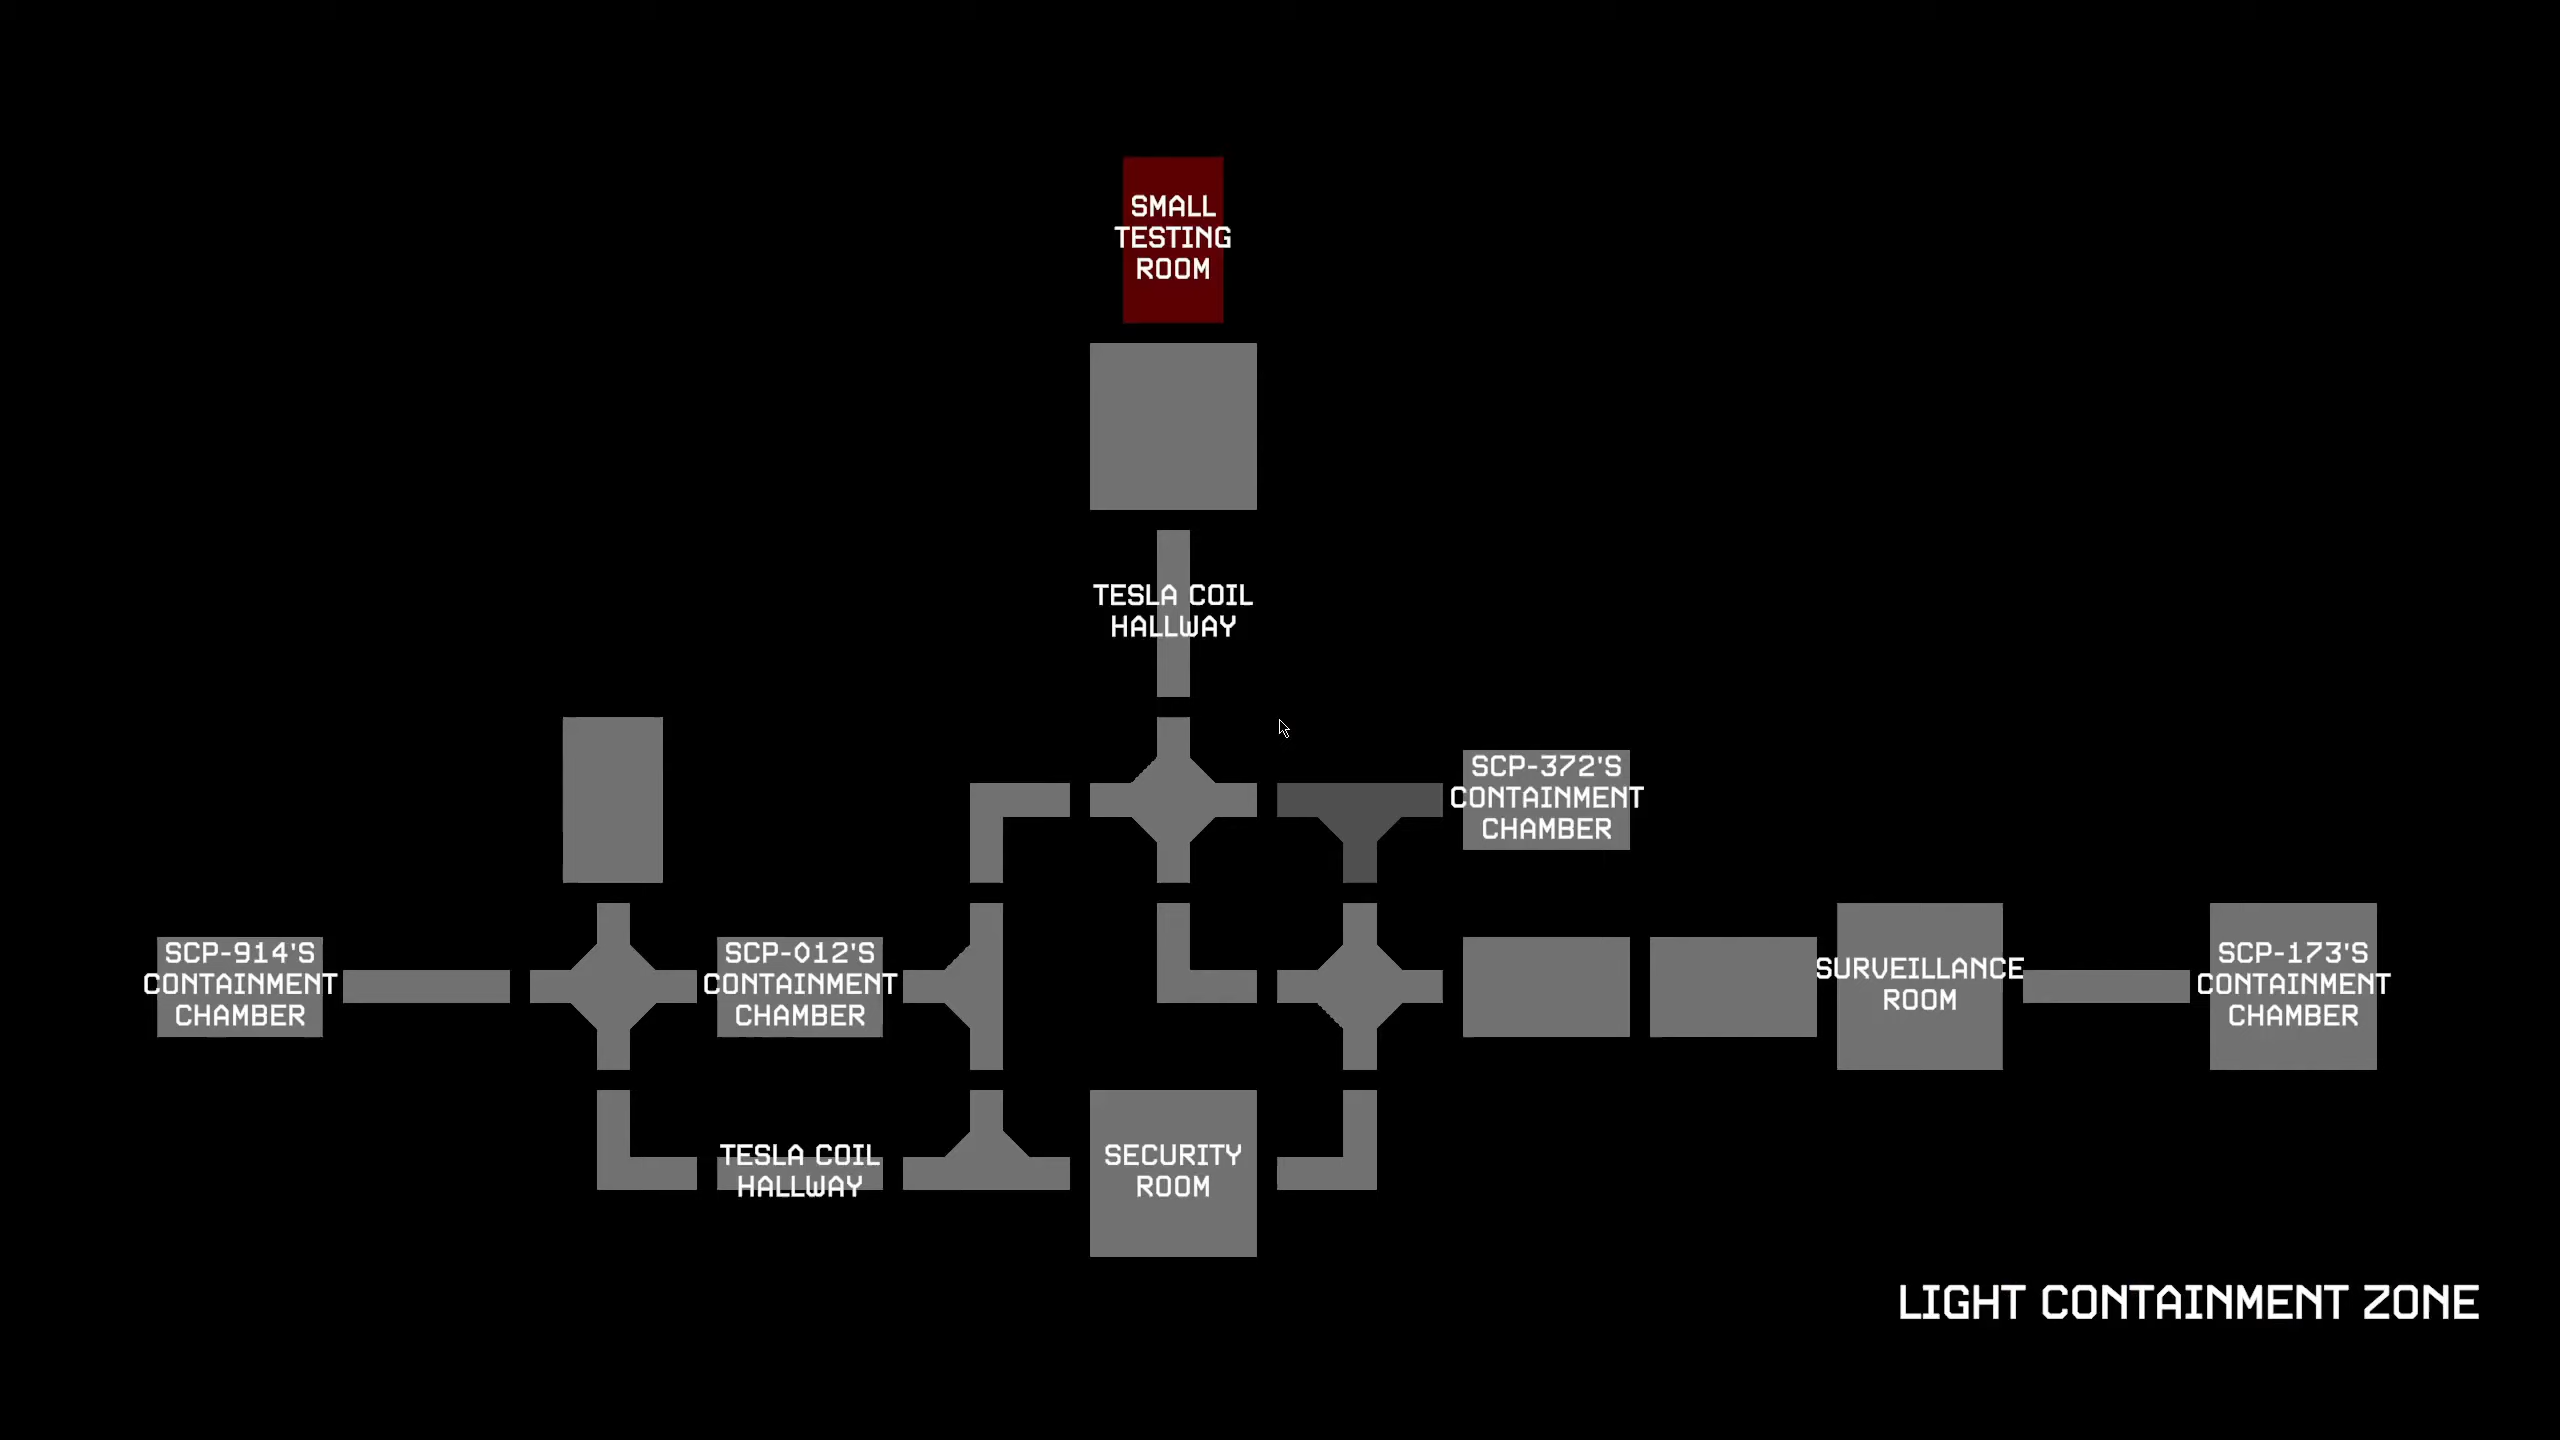 SMALL
TESTING
ROOM
TESLA COIL
HALLWAY
SCP-372'S
CONTAINMENT
CHAMBER
SCP-914'S
CONTAINMENT
CHAMBER
SCP-012'S
CONTAINMENT
CHAMBER
SURVEILLANCE
ROOM
SCP-173'S
CONTAINMENT
CHAMBER
TESLA COIL
HALLWAY
SECURITY
ROOM
LIGHT CONTAINMENT ZONE